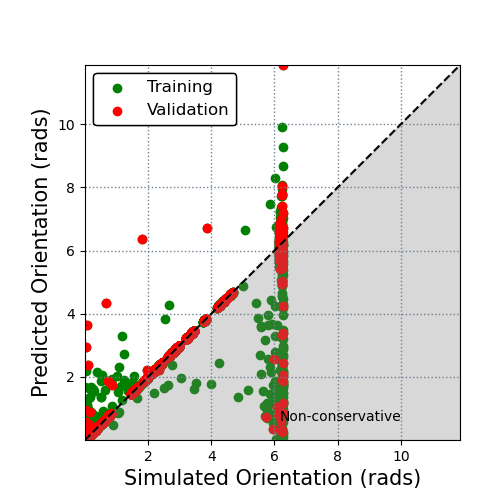 Training
Validation
10
8
6
4
2
Predicted Orientation (rads)
Non-conservative
2
4
6
8
10
Simulated Orientation (rads)